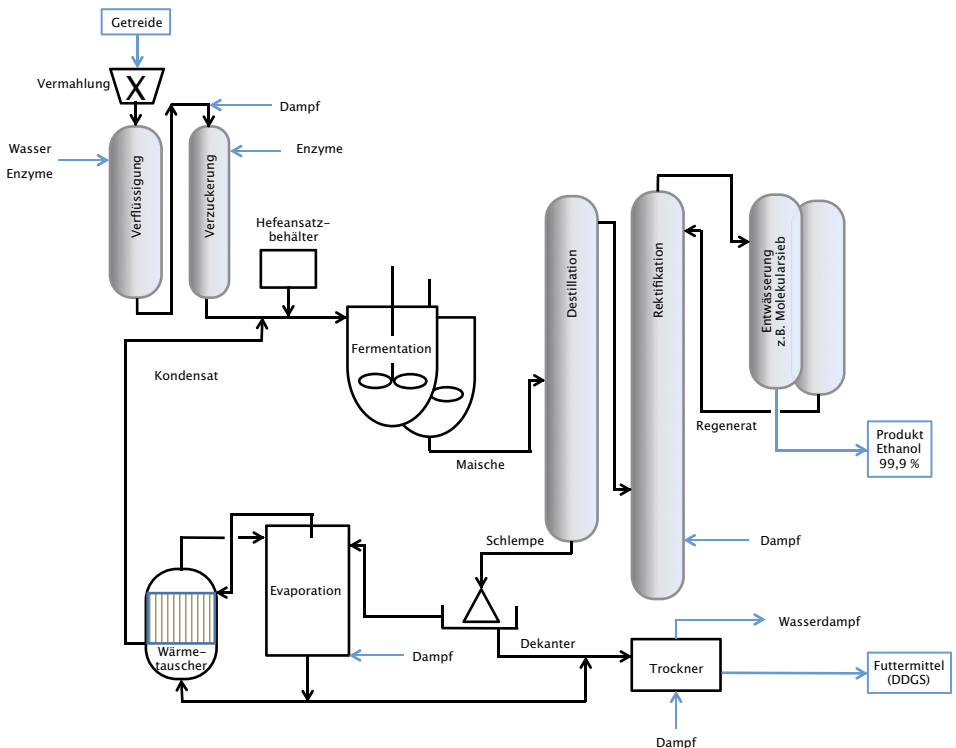 Getreide
Vermahlung
X
Dampf
Wasser
Enzyme
Enzyme
Verflüssigung
Verzuckerung
Hefeansatz-
behälter
Fermentation
Kondensat
Maische
Destillation
Rektifikation
Entwässerung
z.B. Molekularsieb
Regenerat
Produkt
Ethanol
99,9 %
Schlempe
Dampf
Evaporation
Wärme-
tauscher
Dampf
Dekanter
Trockner
Wasserdampf
Futtermittel
(DDGS)
Dampf